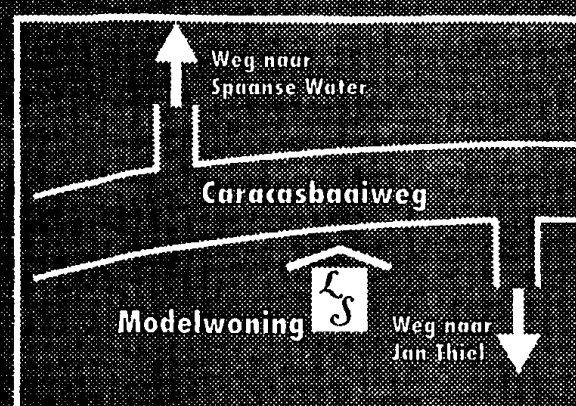 Weg naar
Spaanse Water
Caracasbaaiweg
Modelwoning
LS
Weg naar
Jan Thiel